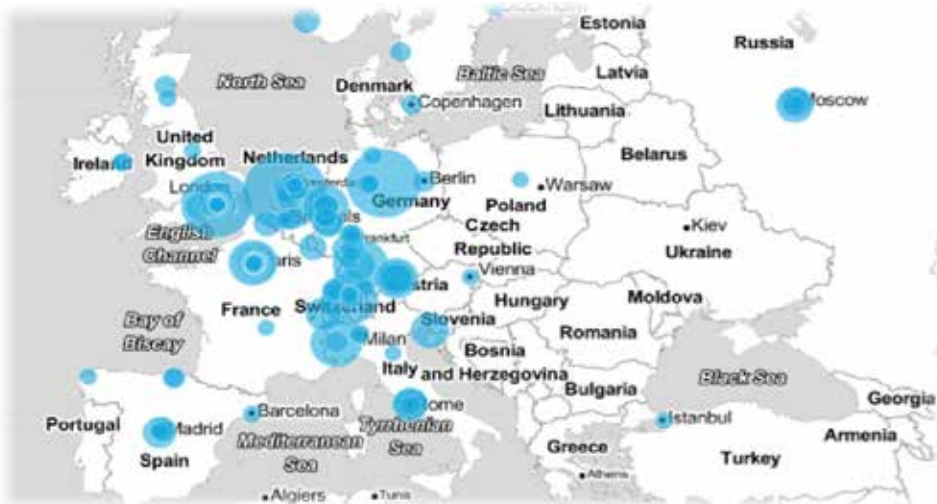 Estonia
Russia
North Sea
Denmark
Baltic Sea
Latvia
Moscow
Copenhagen
Lithuania
United
Kingdom
Ireland
Netherlands
Belarus
London
Berlin
Germany
Warsaw
Poland
English
Channel
Czech
Republic
Kiev
Ukraine
Vienna
France
Switzerland
Hungary
Moldova
Bay of
Biscay
Milan
Slovenia
Romania
Italy
Bosnia
and Herzegovina
Bulgaria
Black Sea
Georgia
Portugal
Madrid
Barcelona
Tyrrhenian
Sea
Istanbul
Armenia
Spain
Mediterranean
Sea
Greece
Turkey
Athens
Algiers
Tunis